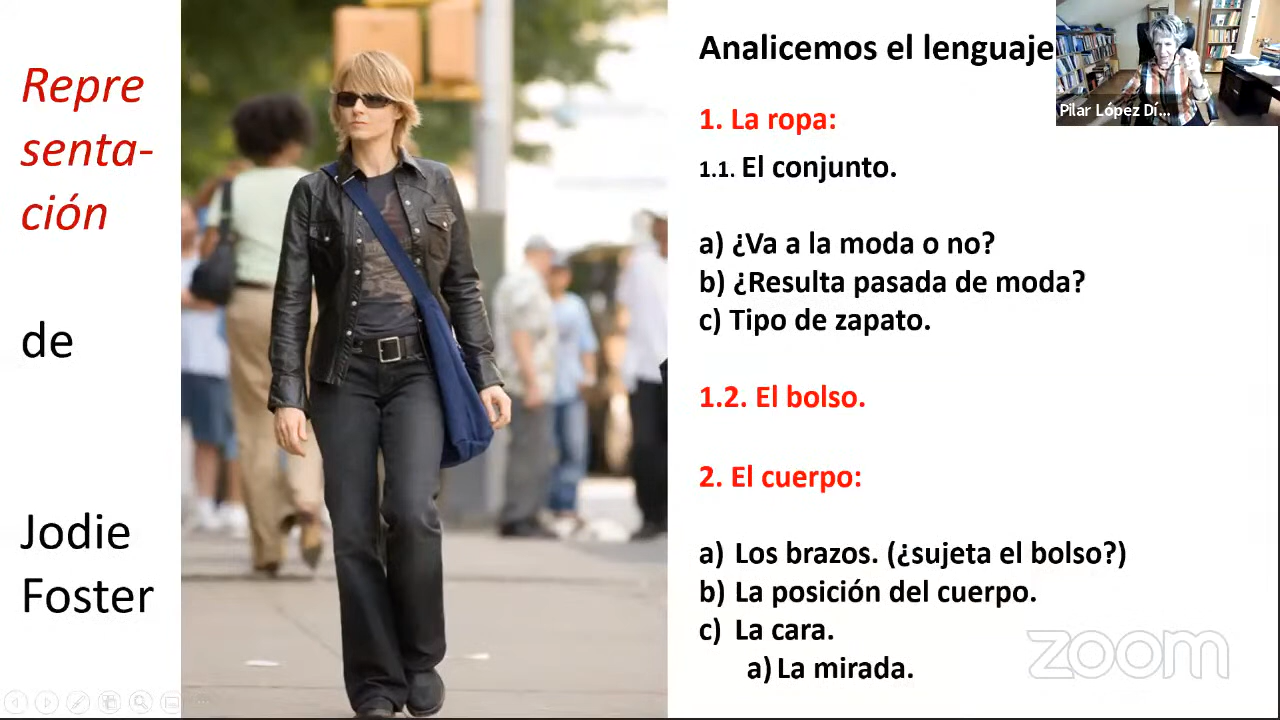 Repre
senta-
ción
de
Jodie
Foster
Analicemos el lenguaje
1. La ropa:
1.1. El conjunto.
a) ¿Va a la moda o no?
b) ¿Resulta pasada de moda?
c) Tipo de zapato.
1.2. El bolso.
2. El cuerpo:
a) Los brazos. (¿sujeta el bolso?)
b) La posición del cuerpo.
c) La cara.
a) La mirada.
Pilar López Dí...
zoom